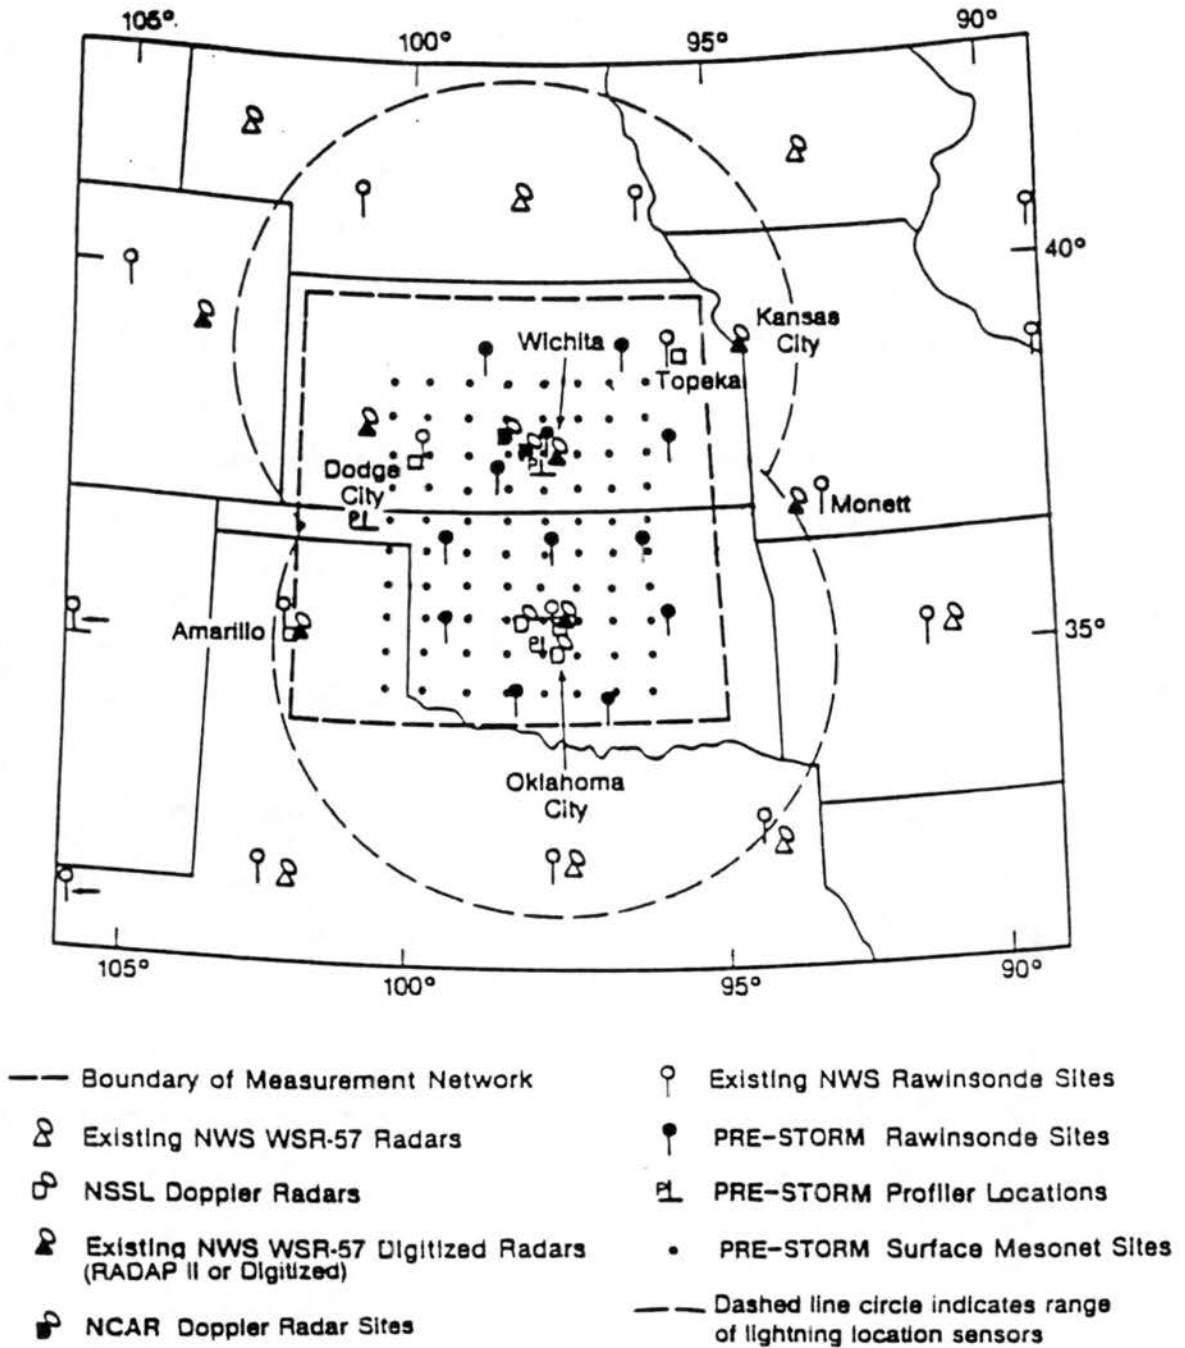 105°
100°
95°
90°
40°
Kansas
City
Wichita
Topeka
Dodge
City
Monett
Amarillo
35°
Oklahoma
City
105°
100°
95°
90°
Boundary of Measurement Network
Existing NWS WSR-57 Radars
NSSL Doppler Radars
Existing NWS WSR-57 Digitized Radars
(RADAP II or Digitized)
NCAR Doppler Radar Sites
Existing NWS Rawinsonde Sites
PRE-STORM Rawinsonde Sites
PRE-STORM Profiler Locations
PRE-STORM Surface Mesonet Sites
Dashed line circle indicates range
of lightning location sensors